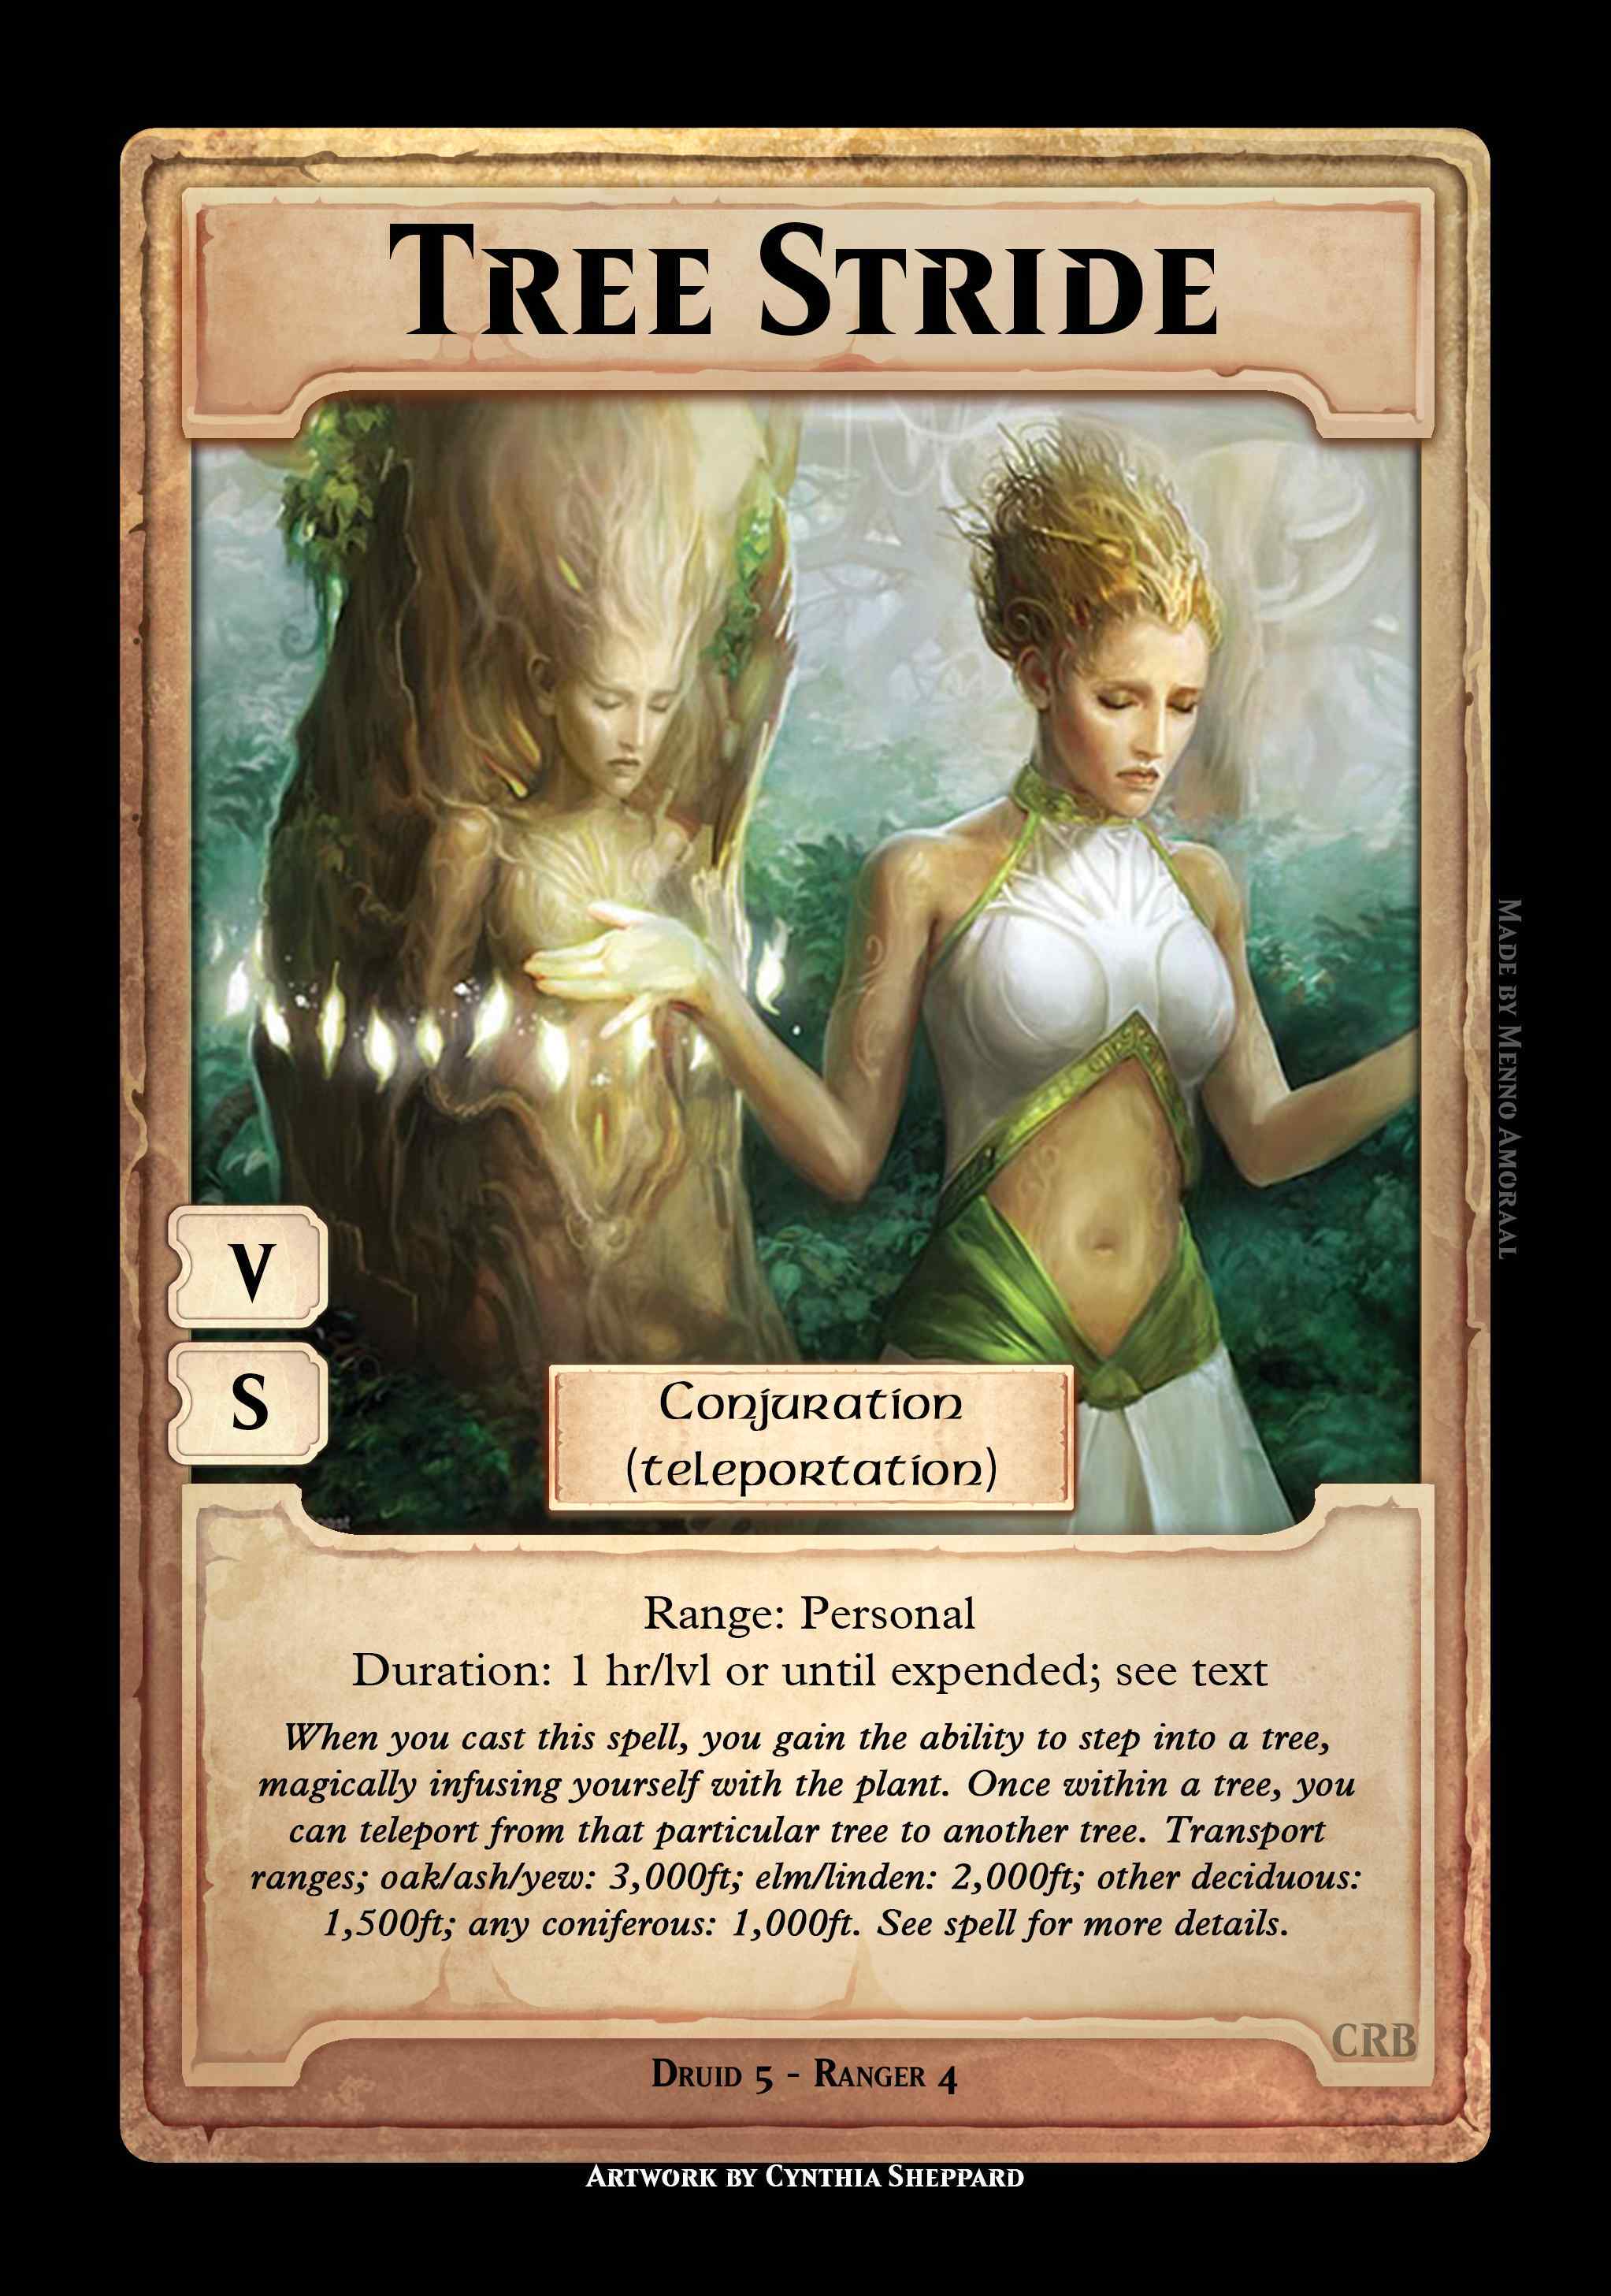 Tree Stride
V
S
Conjuration
(teleportation)
Range: Personal
Duration: 1 hr/lvl or until expended; see text
When you cast this spell, you gain the ability to step into a tree,
magically infusing yourself with the plant. Once within a tree, you
can teleport from that particular tree to another tree. Transport
ranges; oak/ash/yew: 3,000ft; elm/linden: 2,000ft; other deciduous:
1,500ft; any coniferous: 1,000ft. See spell for more details.
CRB
Druid 5 - Ranger 4
Artwork by Cynthia Sheppard
Made by Menno Amoraal